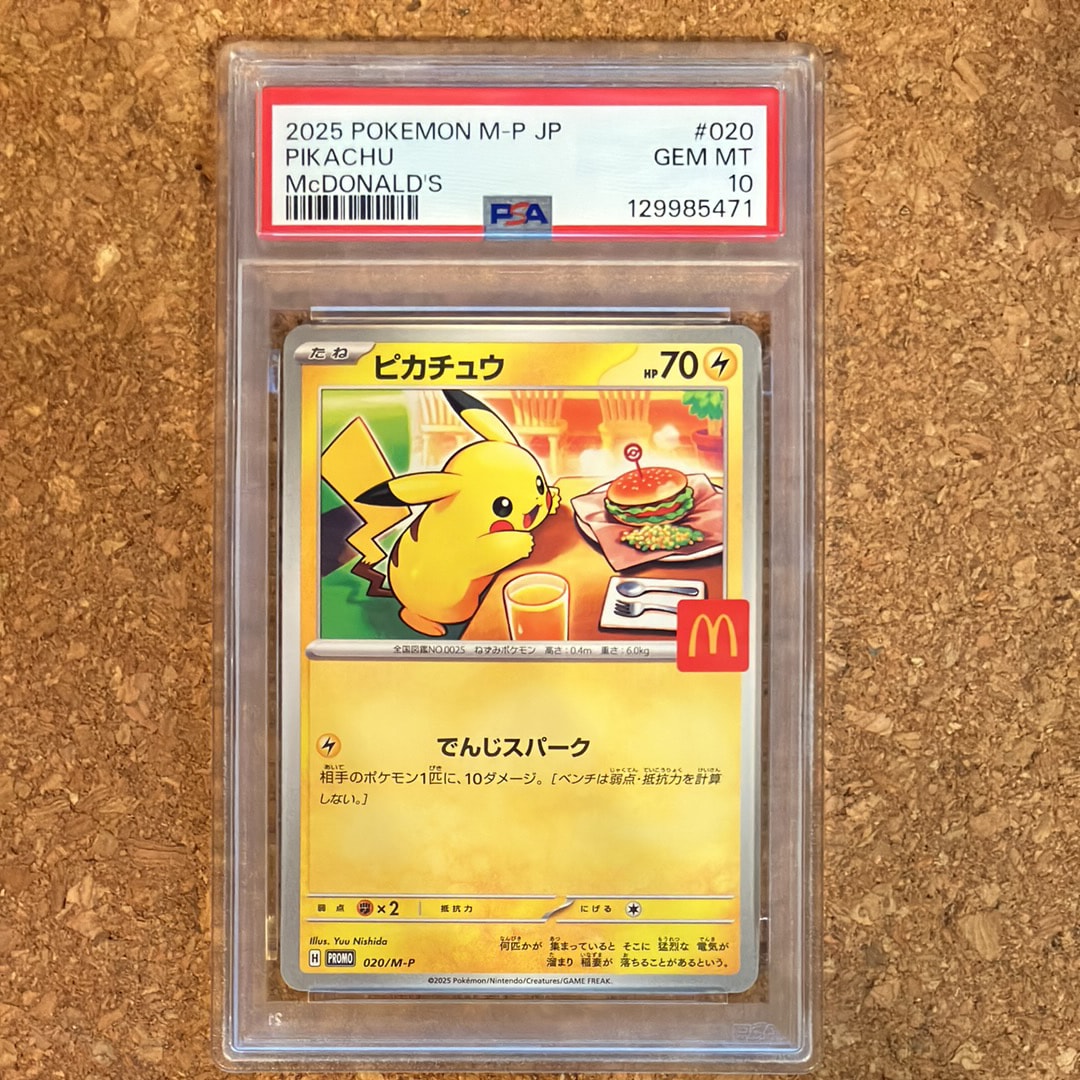 2025 POKEMON M-P JP #020
PIKACHU GEM MT
McDONALD'S 10
PSA 129985471
たね ピカチュウ HP70
全国図鑑NO.0025 ねずみポケモン 高さ:0.4m 重さ:6.0kg
でんじスパーク
相手のポケモン1匹に、10ダメージ。[ベンチは弱点・抵抗力を計算
しない。]
弱点 ×2 抵抗力 にげる
Illus. Yuu Nishida
H PROMO 020/M-P
何匹かが 集まっていると そこに 猛烈な 電気が
溜まり 稲妻が 落ちることがあるという。
©2025 Pokémon/Nintendo/Creatures/GAME FREAK.